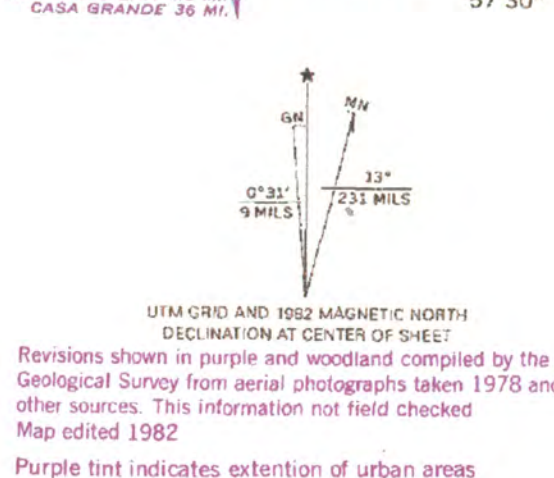 CASA GRANDE 36 MI.
57'30"
GN
MN
0°31'
9 MILS
13°
231 MILS
UTM GRID AND 1982 MAGNETIC NORTH
DECLINATION AT CENTER OF SHEET
Revisions shown in purple and woodland compiled by the
Geological Survey from aerial photographs taken 1978 and
other sources. This information not field checked
Map edited 1982
Purple tint indicates extention of urban areas